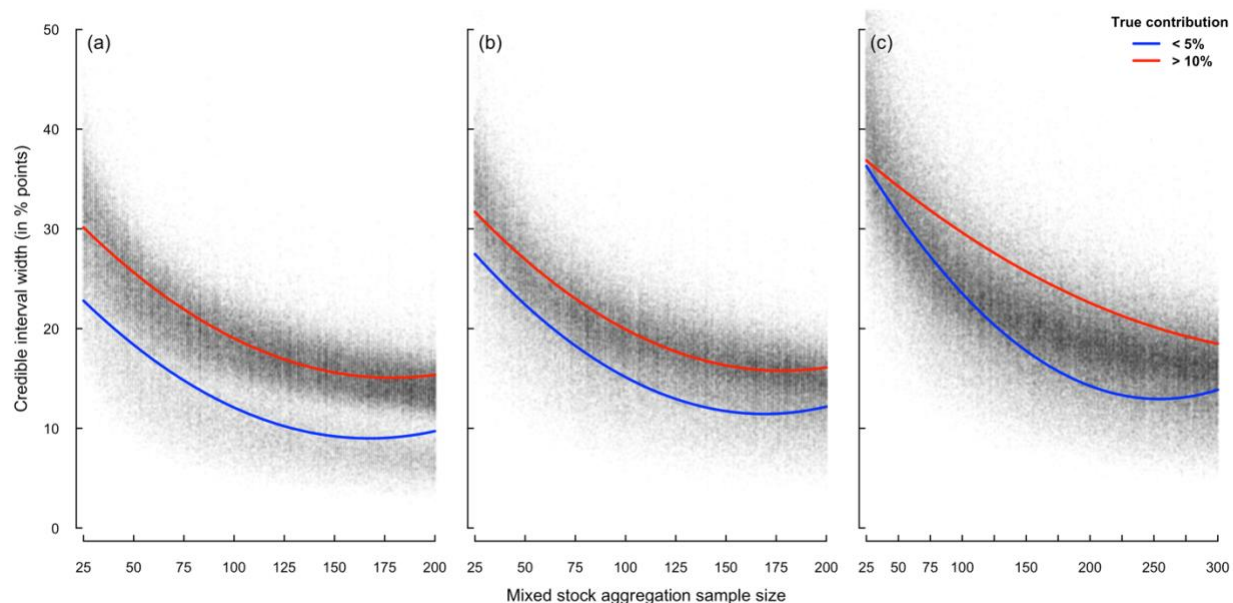 True contribution
< 5%
> 10%
(a)
(b)
(c)
Credible interval width (in % points)
50
40
30
20
10
0
25 50 75 100 125 150 175 200
25 50 75 100 125 150 175 200
25 50 75 100 150 200 250 300
Mixed stock aggregation sample size